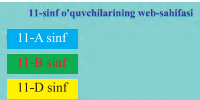 11-sinf o'quvchilarining web-sahifasi
11-A sinf
11-B sinf
11-D sinf